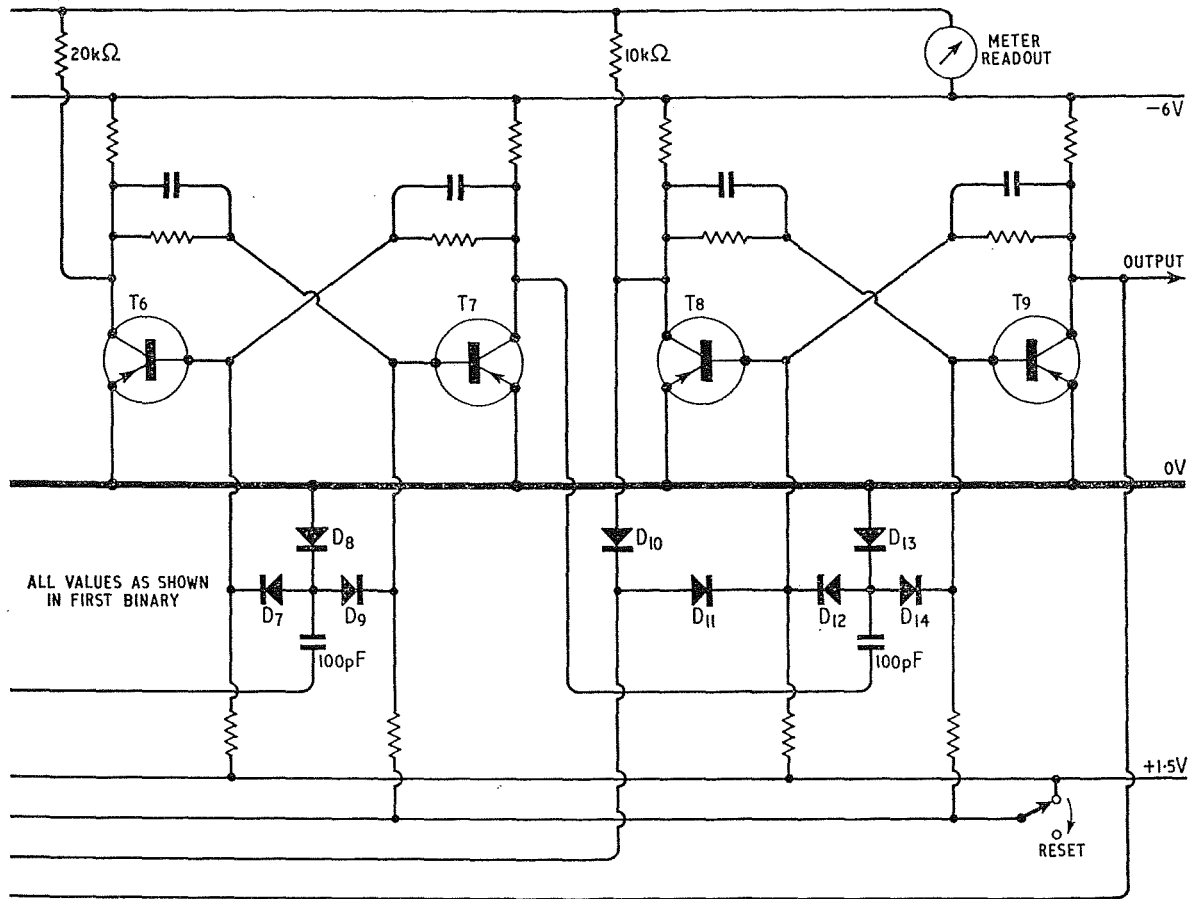 20kΩ
10kΩ
METER
READOUT
−6V
OUTPUT
T6
T7
T8
T9
0V
D8
D10
D13
ALL VALUES AS SHOWN
IN FIRST BINARY
D7
D9
D11
D12
D14
100pF
100pF
+1·5V
RESET